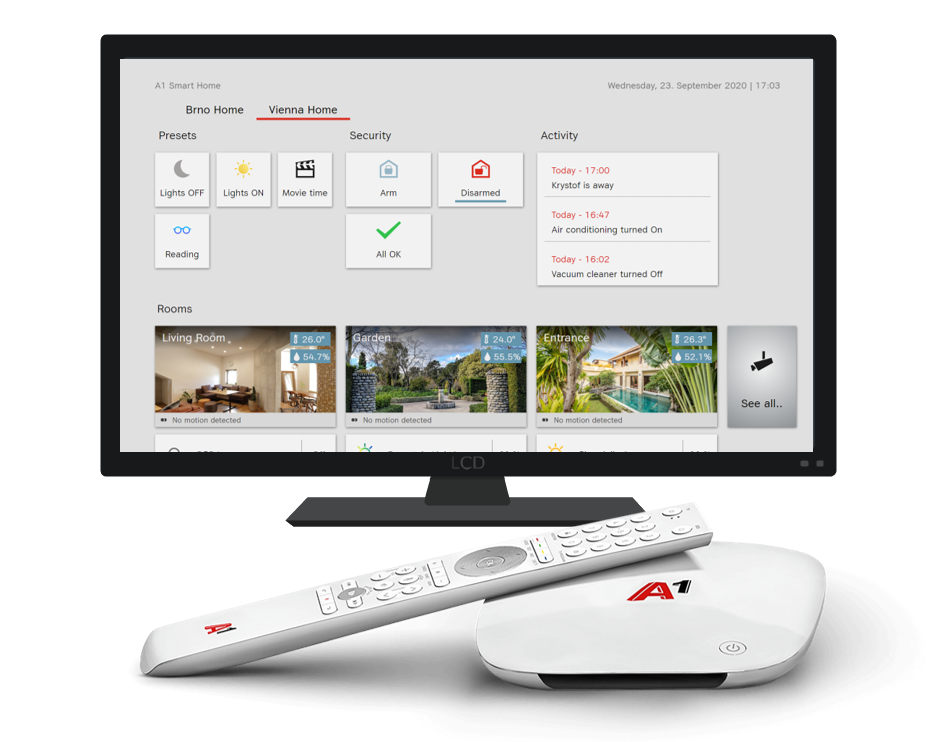 A1 Smart Home
Wednesday, 23. September 2020 | 17:03
Brno Home
Vienna Home
Presets
Security
Activity
Lights OFF
Lights ON
Movie time
Arm
Disarmed
Today - 17:00
Krystof is away
Today - 16:47
Air conditioning turned On
Reading
All OK
Today - 16:02
Vacuum cleaner turned Off
Rooms
Living Room
26.0°
54.7%
Garden
24.0°
55.5%
Entrance
26.3°
52.1%
See all..
No motion detected
No motion detected
No motion detected
LCD
A1
A1